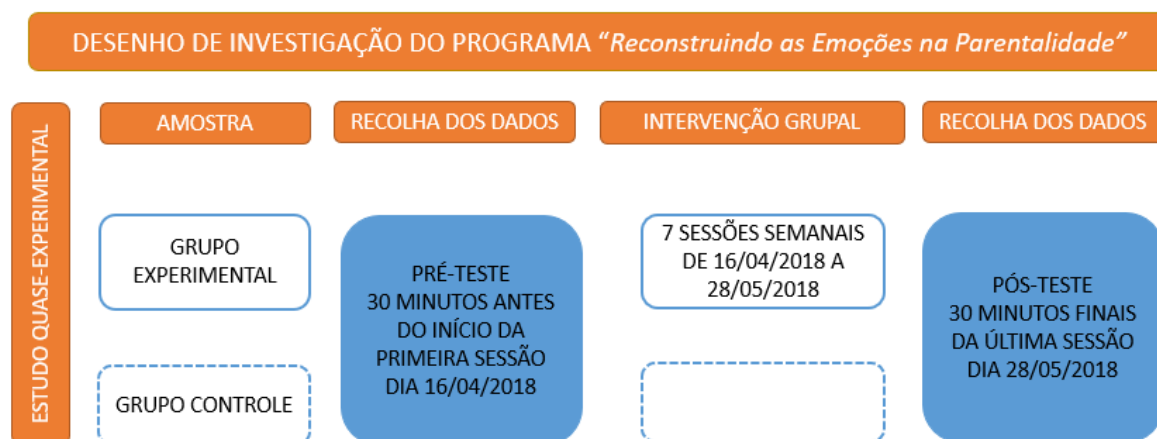 DESENHO DE INVESTIGAÇÃO DO PROGRAMA “Reconstruindo as Emoções na Parentalidade”
ESTUDO QUASE-EXPERIMENTAL
AMOSTRA
RECOLHA DOS DADOS
INTERVENÇÃO GRUPAL
RECOLHA DOS DADOS
GRUPO
EXPERIMENTAL
PRÉ-TESTE
30 MINUTOS ANTES
DO INÍCIO DA
PRIMEIRA SESSÃO
DIA 16/04/2018
7 SESSÕES SEMANAIS
DE 16/04/2018 A
28/05/2018
PÓS-TESTE
30 MINUTOS FINAIS
DA ÚLTIMA SESSÃO
DIA 28/05/2018
GRUPO CONTROLE